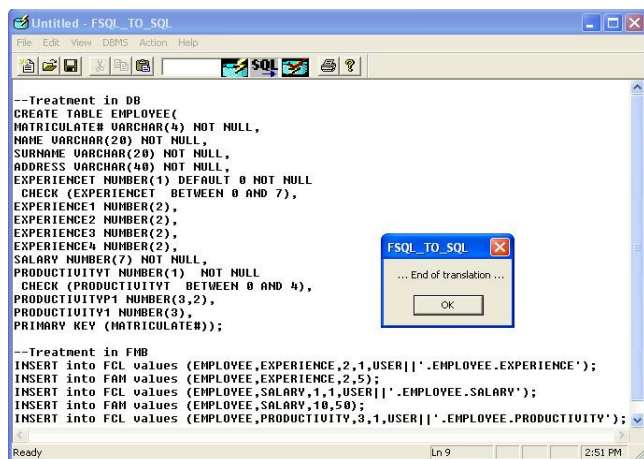 Untitled - FSQL_TO_SQL
File Edit View DBMS Action Help
SQL
--Treatment in DB
CREATE TABLE EMPLOYEE(
MATRICULATE# VARCHAR(4) NOT NULL,
NAME VARCHAR(20) NOT NULL,
SURNAME VARCHAR(20) NOT NULL,
ADDRESS VARCHAR(40) NOT NULL,
EXPERIENCET NUMBER(1) DEFAULT 0 NOT NULL
CHECK (EXPERIENCET BETWEEN 0 AND 7),
EXPERIENCE1 NUMBER(2),
EXPERIENCE2 NUMBER(2),
EXPERIENCE3 NUMBER(2),
EXPERIENCE4 NUMBER(2),
SALARY NUMBER(7) NOT NULL,
PRODUCTIVITYT NUMBER(1) NOT NULL
CHECK (PRODUCTIVITYT BETWEEN 0 AND 4),
PRODUCTIVITYP1 NUMBER(3,2),
PRODUCTIVITY1 NUMBER(3),
PRIMARY KEY (MATRICULATE#));
FSQL_TO_SQL
... End of translation ...
OK
--Treatment in FMB
INSERT into FCL values (EMPLOYEE,EXPERIENCE,2,1,USER||'.EMPLOYEE.EXPERIENCE');
INSERT into FAM values (EMPLOYEE,EXPERIENCE,2,5);
INSERT into FCL values (EMPLOYEE,SALARY,1,1,USER||'.EMPLOYEE.SALARY');
INSERT into FAM values (EMPLOYEE,SALARY,10,50);
INSERT into FCL values (EMPLOYEE,PRODUCTIVITY,3,1,USER||'.EMPLOYEE.PRODUCTIVITY');
Ready
Ln 9
2:51 PM